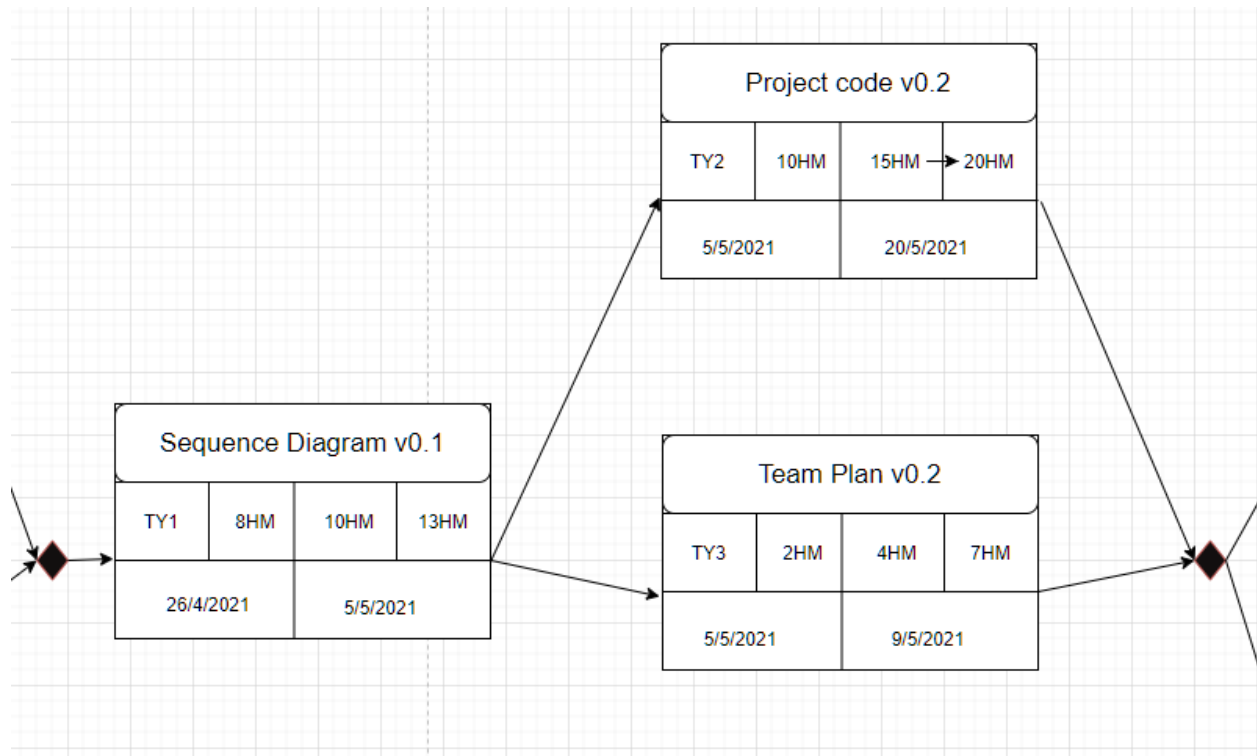 Project code v0.2
TY2 10HM 15HM 20HM
5/5/2021 20/5/2021
Sequence Diagram v0.1
TY1 8HM 10HM 13HM
26/4/2021 5/5/2021
Team Plan v0.2
TY3 2HM 4HM 7HM
5/5/2021 9/5/2021